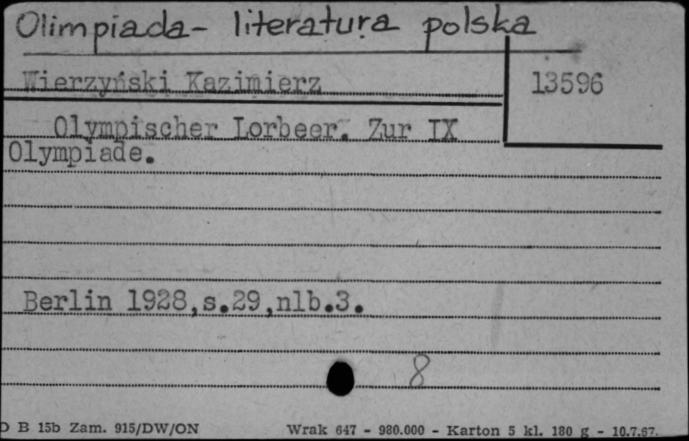 Olimpiada- literatura polska
Wierzyński Kazimierz
13596
Olympischer Lorbeer. Zur IX
Olympiade.
Berlin 1928,s.29,nlb.3.
8
D B 15b Zam. 915/DW/ON Wrak 647 - 980.000 - Karton 5 kl. 180 g - 10.7.67.